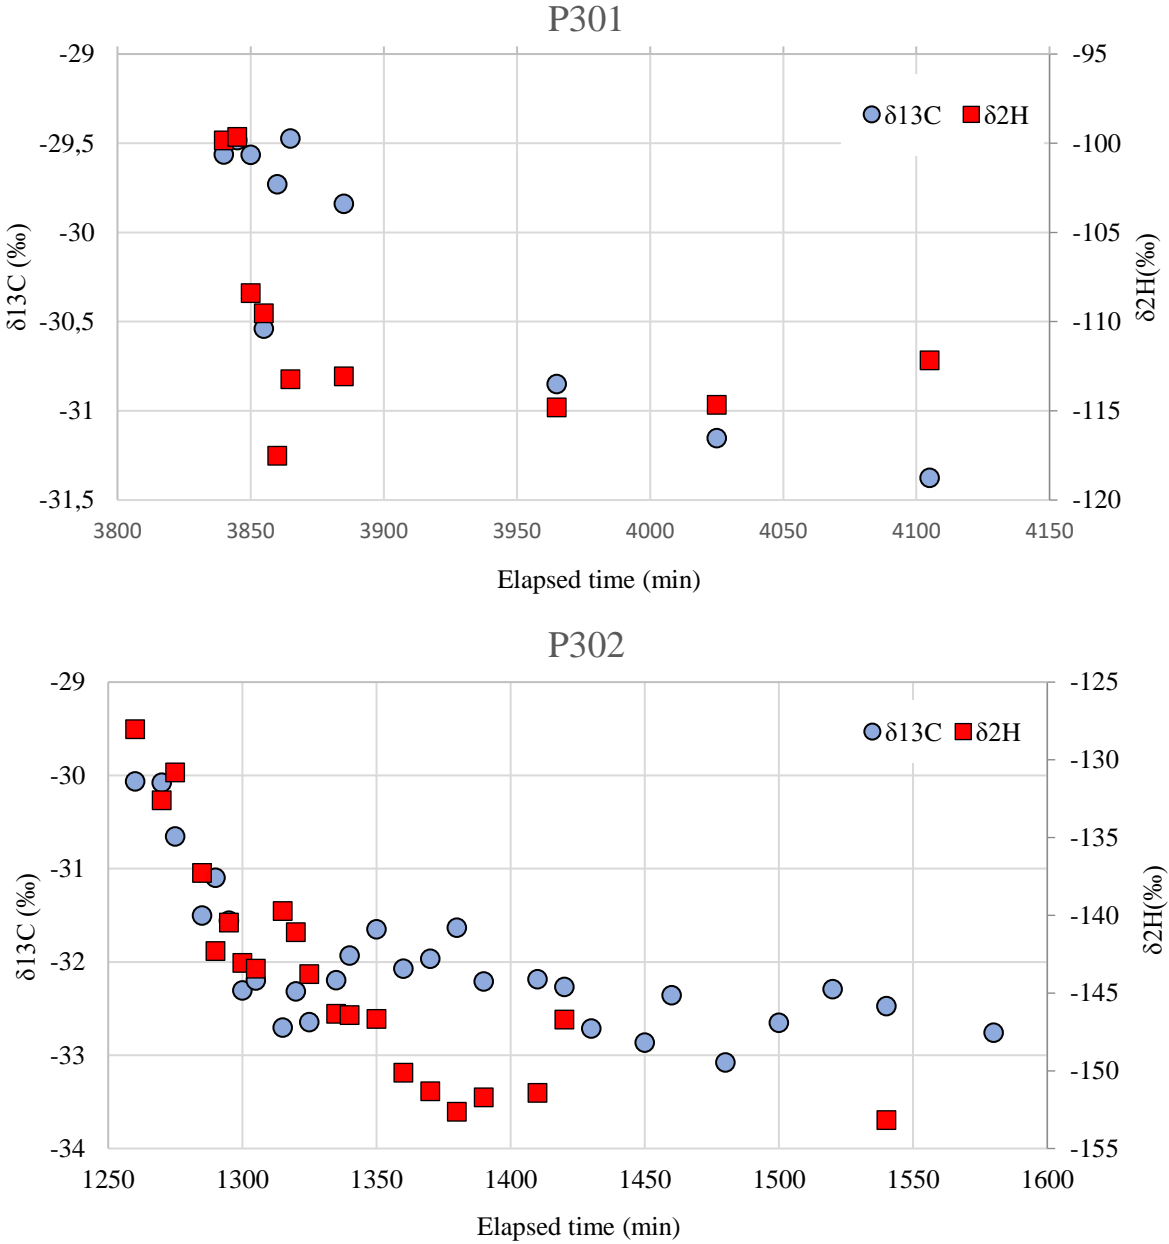 P301
-29
-29,5
-30
-30,5
-31
-31,5
δ13C (‰)
-95
-100
-105
-110
-115
-120
δ2H(‰)
δ13C δ2H
3800 3850 3900 3950 4000 4050 4100 4150
Elapsed time (min)
P302
-29
-30
-31
-32
-33
-34
δ13C (‰)
-125
-130
-135
-140
-145
-150
-155
δ2H(‰)
δ13C δ2H
1250 1300 1350 1400 1450 1500 1550 1600
Elapsed time (min)